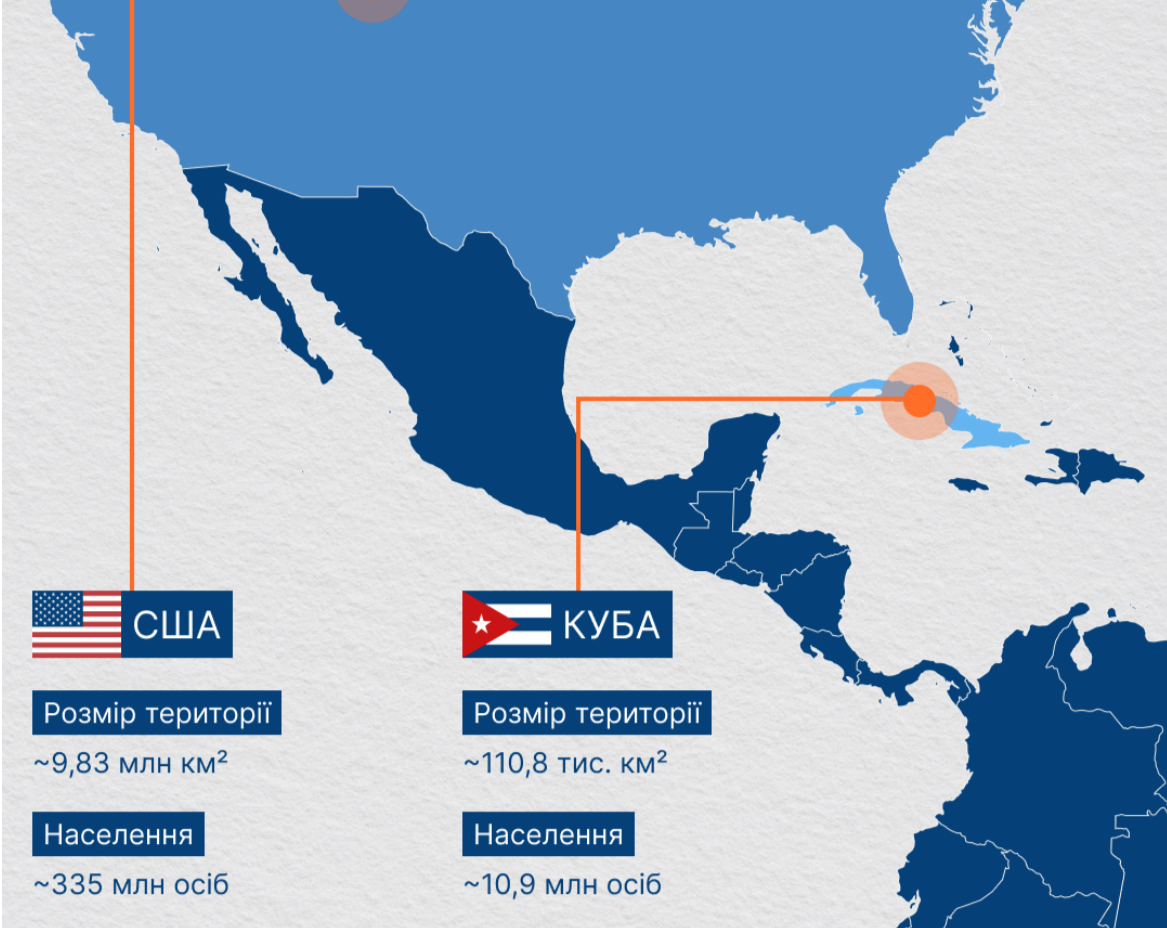 США
Розмір території
~9,83 млн км²
Населення
~335 млн осіб
КУБА
Розмір території
~110,8 тис. км²
Населення
~10,9 млн осіб